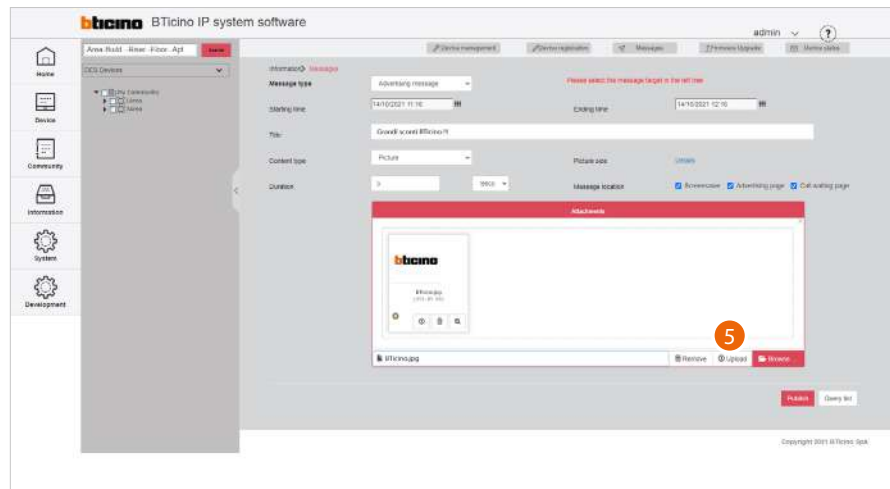 bticino BTicino IP system software
admin ?
Area-Build.-Riser-Floor-Apt
Device management Device registration Messages Firmware Upgrade
Home
Device
Community
Information
System
Development
OCS Devices
My Community
Information> Messages
Message type Advertising message Please select the message target in the left tree
Starting time 14/10/2021 11:16 Ending time 14/10/2021 12:16
Title Grandi sconti BTicino !!!
Content type Picture Picture size Details
Duration 5 Message location Screensaver Advertising page Call waiting page
Attachments
bticino
BTicino.jpg
5
BTicino.jpg Remove Upload Browse ...
Publish Query list
Copyright 2021 BTicino SpA